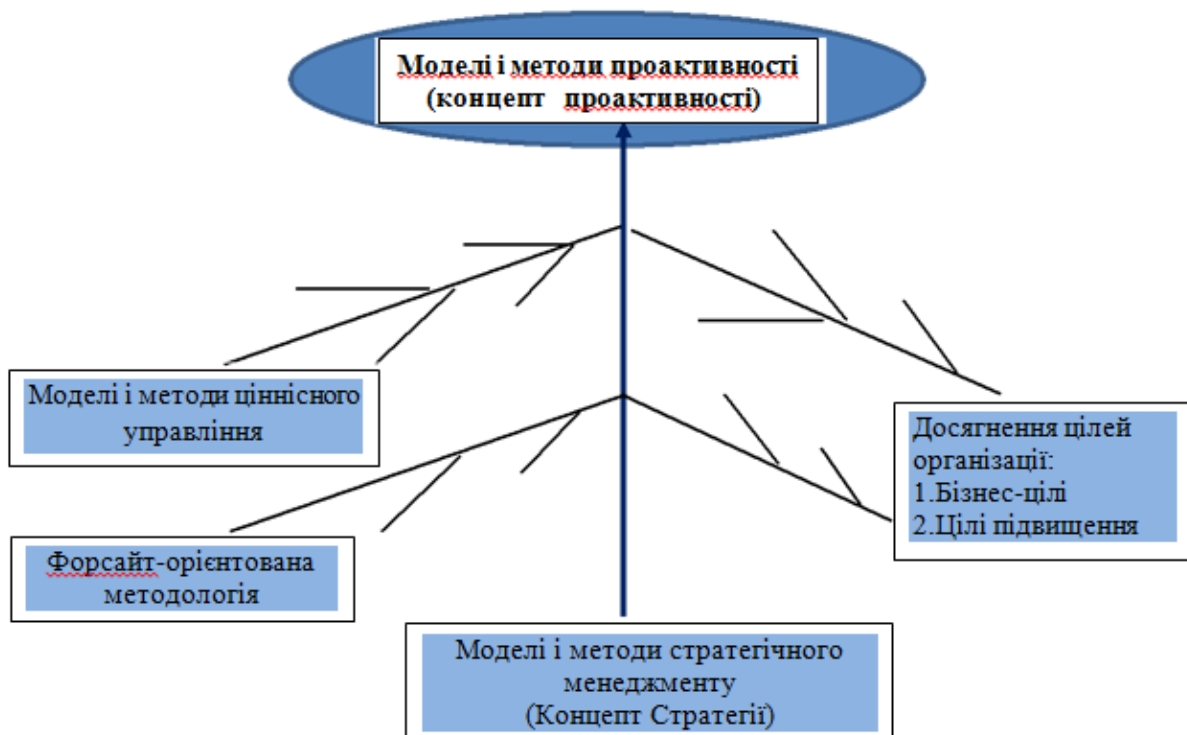 Моделі і методи проактивності
(концепт проактивності)
Моделі і методи ціннісного
управління
Досягнення цілей
організації:
1.Бізнес-цілі
2.Цілі підвищення
Форсайт-орієнтована
методологія
Моделі і методи стратегічного
менеджменту
(Концепт Стратегії)